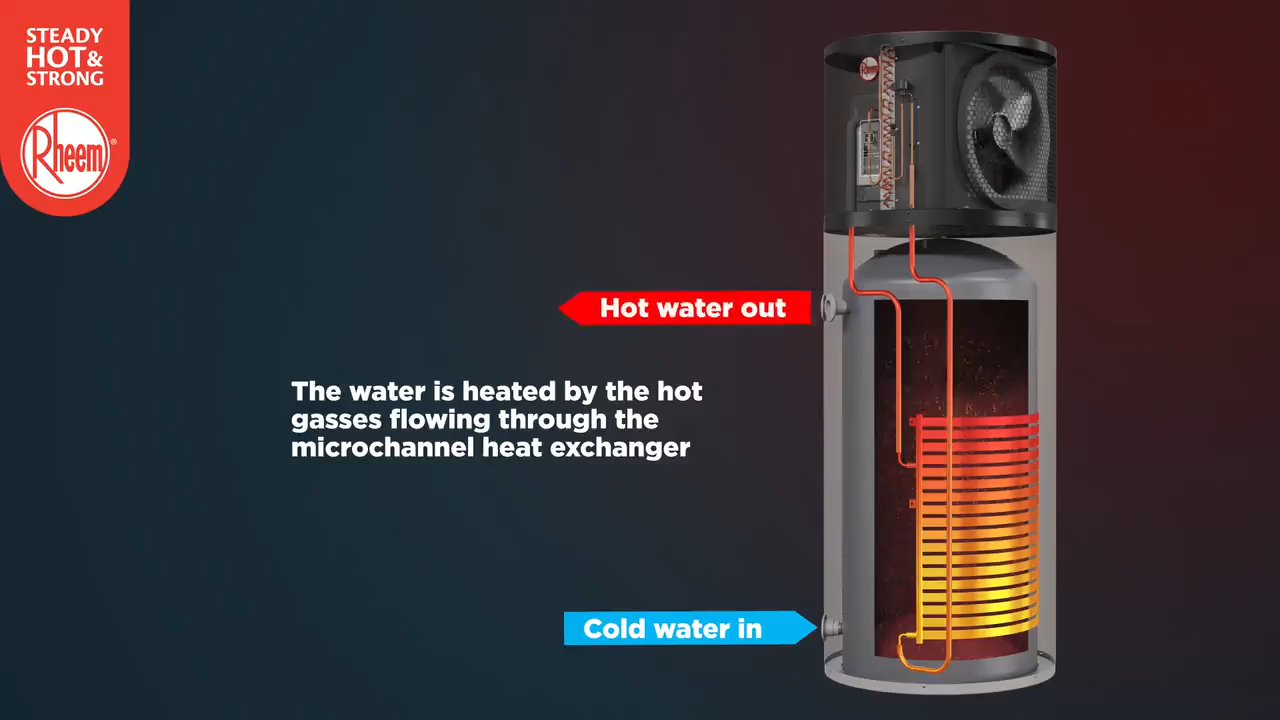 STEADY
HOT&
STRONG
Rheem
Rheem
Hot water out
The water is heated by the hot
gasses flowing through the
microchannel heat exchanger
Cold water in